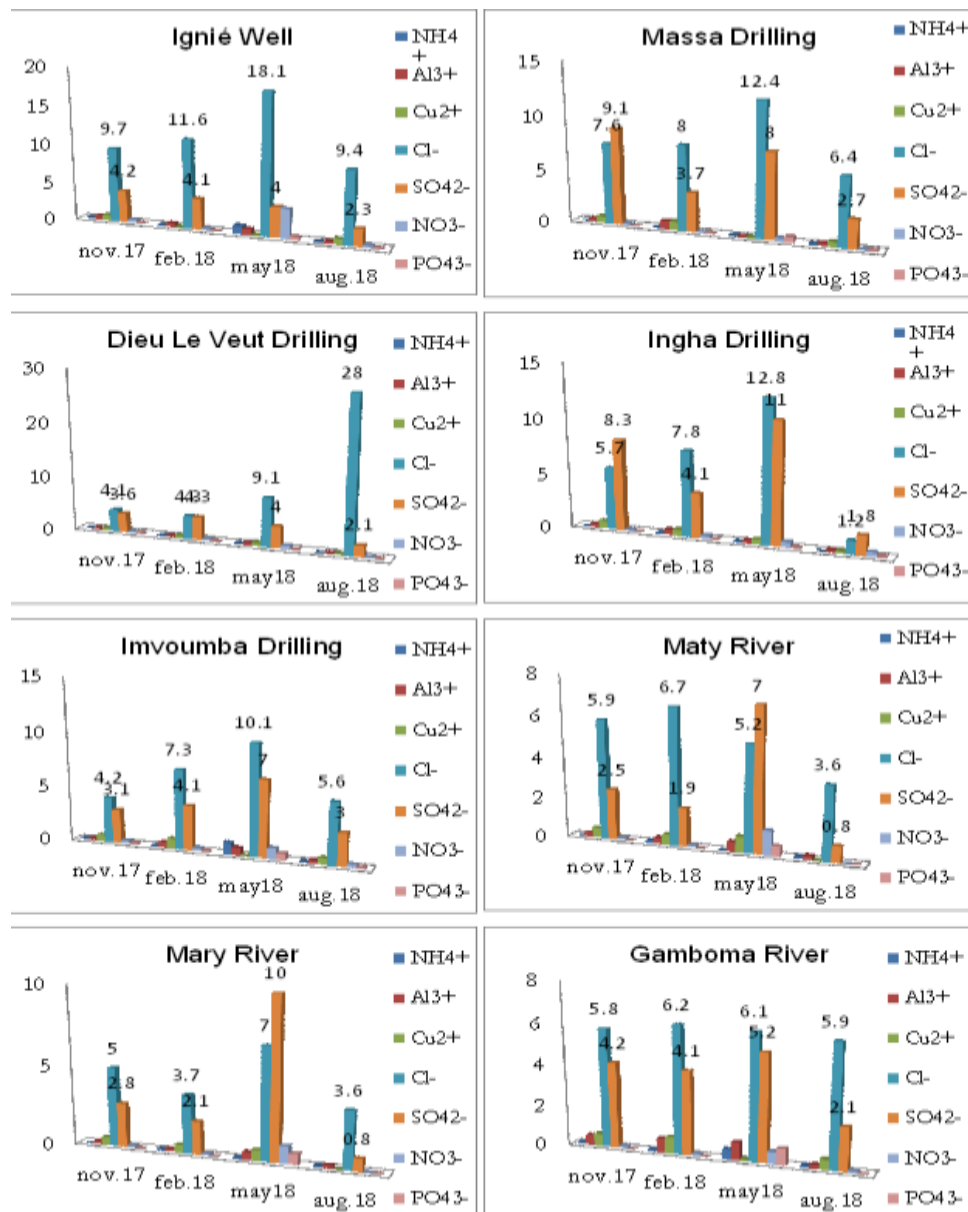 Ignié Well
20
15
10
5
0
9.7
4.2
11.6
4.1
18.1
4
9.4
2.3
nov.17
feb.18
may18
aug.18
NH4
+
Al3+
Cu2+
Cl-
SO42-
NO3-
PO43-
Massa Drilling
15
10
5
0
7.6
9.1
8
3.7
12.4
8
6.4
2.7
nov.17
feb.18
may18
aug.18
NH4+
Al3+
Cu2+
Cl-
SO42-
NO3-
PO43-
Dieu Le Veut Drilling
30
20
10
0
4.1
3.6
4.3
9.1
4
28
2.1
nov.17
feb.18
may18
aug.18
NH4+
Al3+
Cu2+
Cl-
SO42-
NO3-
PO43-
Ingha Drilling
15
10
5
0
5.7
8.3
7.8
4.1
12.8
11
1.8
nov.17
feb.18
may18
aug.18
NH4
+
Al3+
Cu2+
Cl-
SO42-
NO3-
PO43-
Imvoumba Drilling
15
10
5
0
4.2
3.1
7.3
4.1
10.1
7
5.6
3
nov.17
feb.18
may18
aug.18
NH4+
Al3+
Cu2+
Cl-
SO42-
NO3-
PO43-
Maty River
8
6
4
2
0
5.9
2.5
6.7
1.9
5.2
7
3.6
0.8
nov.17
feb.18
may18
aug.18
NH4+
Al3+
Cu2+
Cl-
SO42-
NO3-
PO43-
Mary River
10
5
0
5
2.8
3.7
2.1
7
10
3.6
0.8
nov.17
feb.18
may18
aug.18
NH4+
Al3+
Cu2+
Cl-
SO42-
NO3-
PO43-
Gamboma River
8
6
4
2
0
5.8
4.2
6.2
4.1
6.1
5.2
5.9
2.1
nov.17
feb.18
may18
aug.18
NH4+
Al3+
Cu2+
Cl-
SO42-
NO3-
PO43-